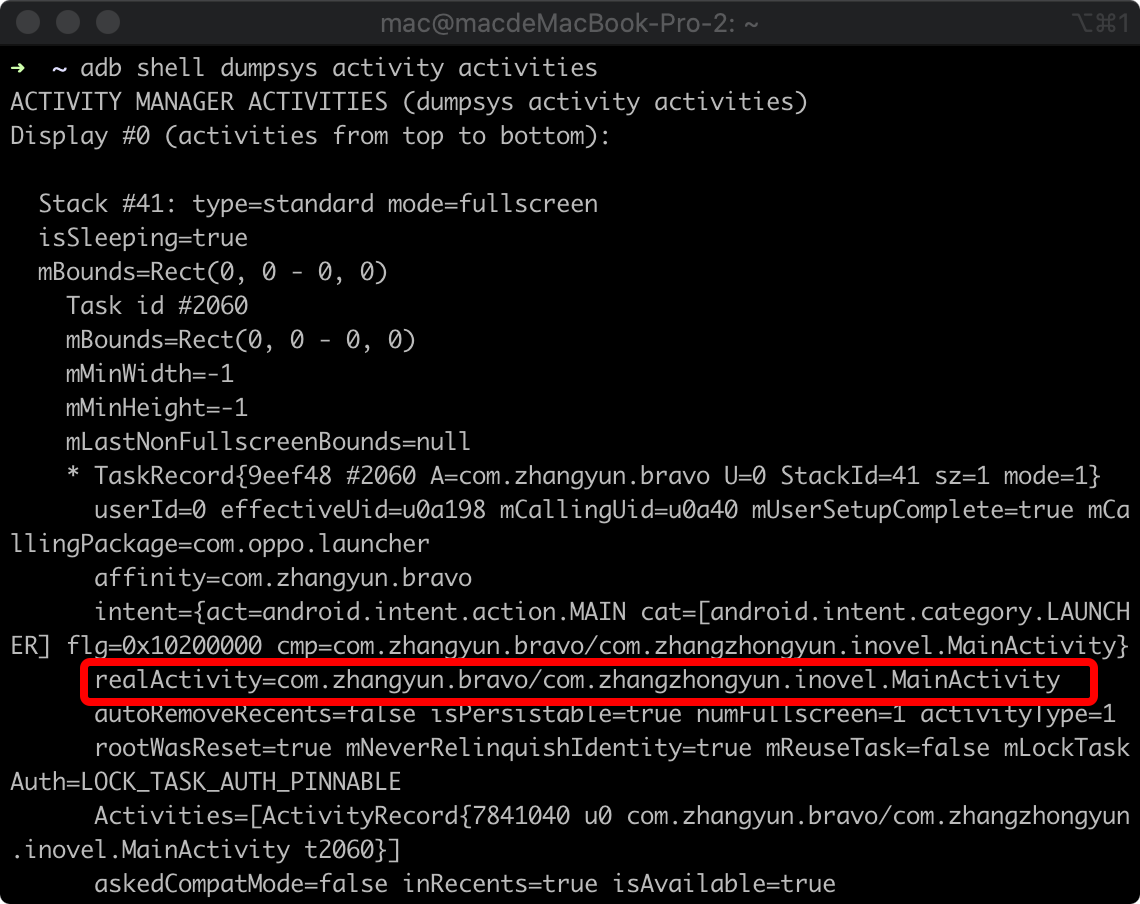 mac@macdeMacBook-Pro-2: ~
⌥⌘1
➜  ~ adb shell dumpsys activity activities
ACTIVITY MANAGER ACTIVITIES (dumpsys activity activities)
Display #0 (activities from top to bottom):
Stack #41: type=standard mode=fullscreen
isSleeping=true
mBounds=Rect(0, 0 - 0, 0)
Task id #2060
mBounds=Rect(0, 0 - 0, 0)
mMinWidth=-1
mMinHeight=-1
mLastNonFullscreenBounds=null
* TaskRecord{9eef48 #2060 A=com.zhangyun.bravo U=0 StackId=41 sz=1 mode=1}
userId=0 effectiveUid=u0a198 mCallingUid=u0a40 mUserSetupComplete=true mCa
llingPackage=com.oppo.launcher
affinity=com.zhangyun.bravo
intent={act=android.intent.action.MAIN cat=[android.intent.category.LAUNCH
ER] flg=0x10200000 cmp=com.zhangyun.bravo/com.zhangzhongyun.inovel.MainActivity}
realActivity=com.zhangyun.bravo/com.zhangzhongyun.inovel.MainActivity
autoRemoveRecents=false isPersistable=true numFullscreen=1 activityType=1
rootWasReset=true mNeverRelinquishIdentity=true mReuseTask=false mLockTask
Auth=LOCK_TASK_AUTH_PINNABLE
Activities=[ActivityRecord{7841040 u0 com.zhangyun.bravo/com.zhangzhongyun
.inovel.MainActivity t2060}]
askedCompatMode=false inRecents=true isAvailable=true